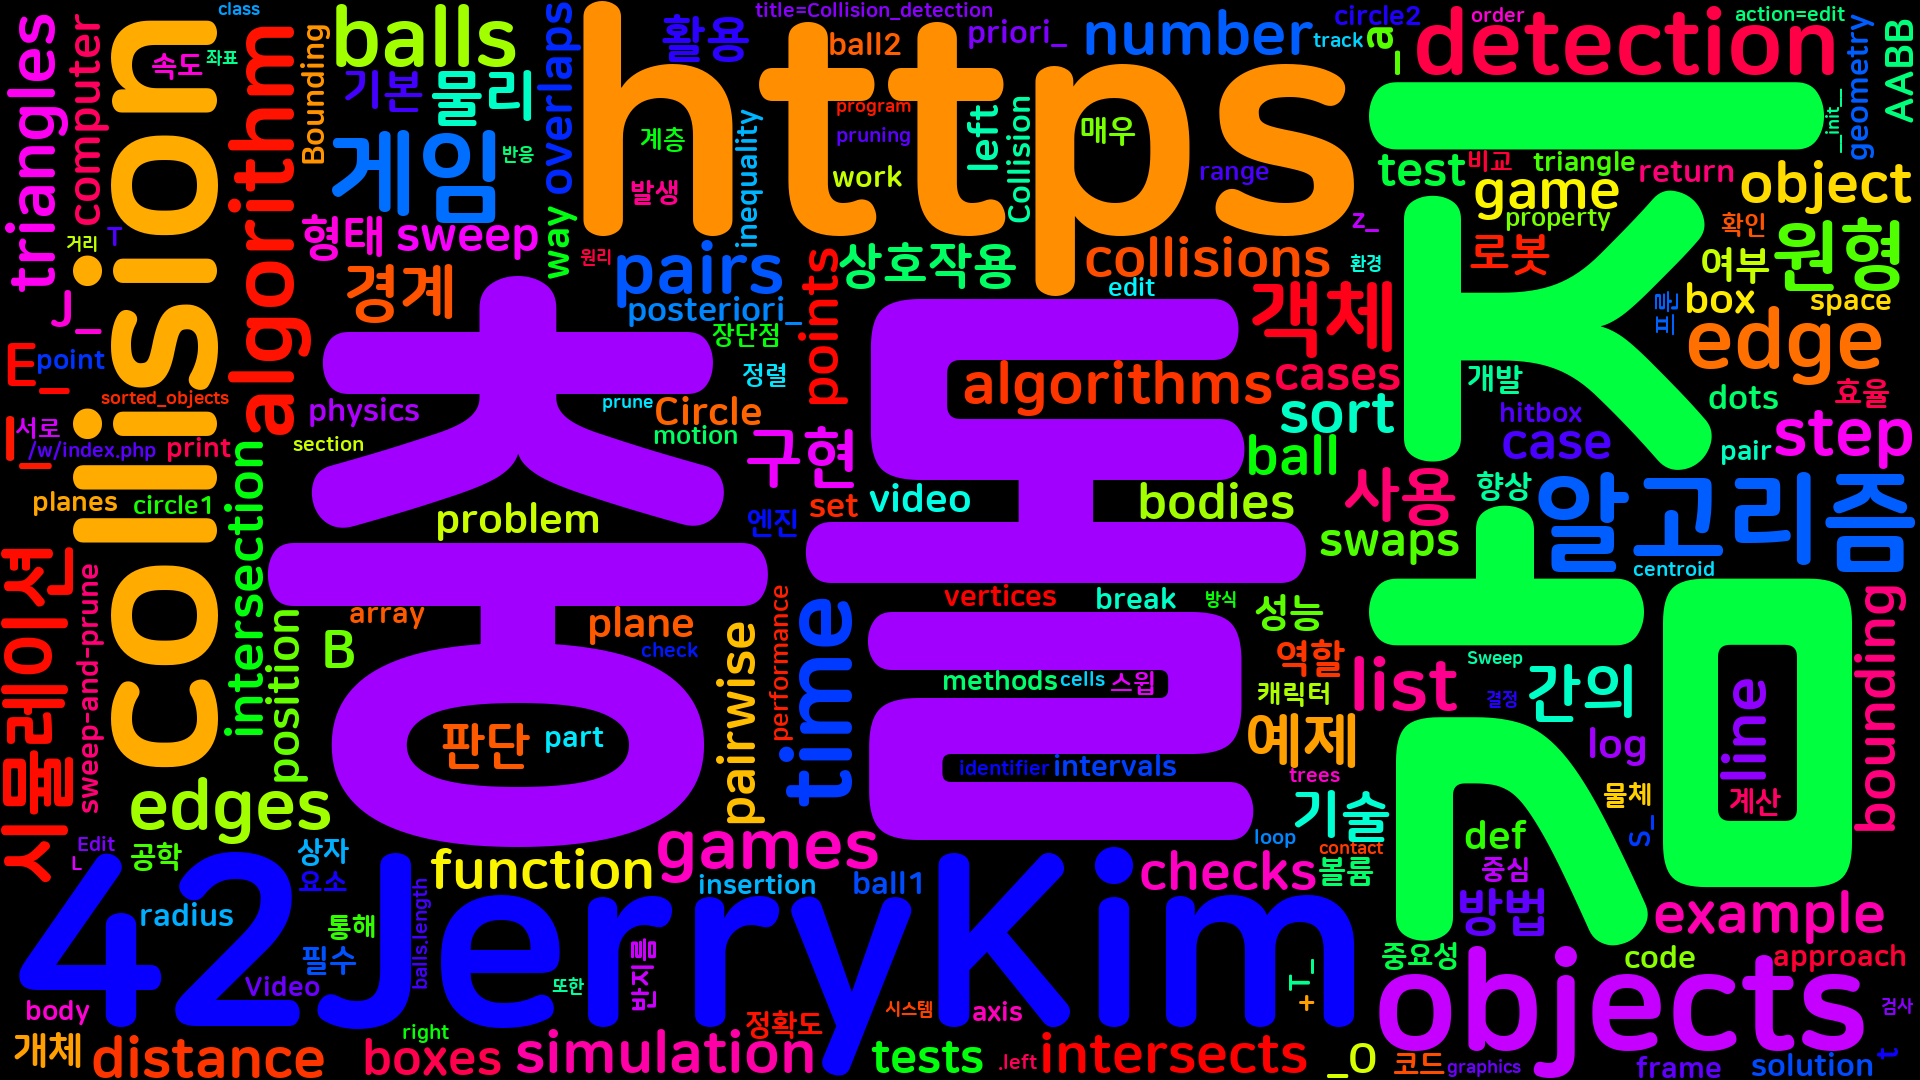 class
title=Collision_detection
circle2
order
action=edit
triangles
computer
collision
속도
좌표
algorithm
Bounding
balls
기본
물리
게임
반응
overlaps
way
https
활용
ball2
priori_
number
track
a_
detection
geometry
AABB
__init__
program
pruning
계층
발생
inequality
work
left
Collision
매우
range
감지
test
비교
triangle
return
game
object
property
확인
거리
T
J_
형태
sweep
원리
경계
pairs
posteriori_
상호작용
collisions
z_
환경
edit
로봇
여부
원형
box
space
피른
E_
point
sorted_objects
points
장단점
정렬
객체
edge
physics
충돌
prune
Circle
motion
algorithms
cases
개발
dots
효율
I_
서로
/w/index.php
print
section
구현
sort
hitbox
case
pair
step
ball
planes
circle1
intersection
problem
엔진
set
video
bodies
사용
향상
swaps
알고리즘
centroid
시뮬레이션
sweep-and-prune
position
B
array
plane
check
pairwise
performance
time
vertices
break
방식
성능
역할
list
Sweep
결정
간의
bounding
methods
cells
스윕
캐릭터
판단
part
identifier
intervals
예제
trees
log
line
계산
물체
edges
games
기술
loop
contact
def
S_
Edit
L
공학
상자
요소
function
insertion
ball1
checks
볼륨
중심
방법
example
42JerryKim
radius
통해
필수
balls.length
Video
또한
반지름
시스템
+T_
중요성
code
approach
objects
검사
body
right
정확도
axis
개체
distance
boxes
simulation
tests
.left
intersects
_O
코드
graphics
frame
solution
t